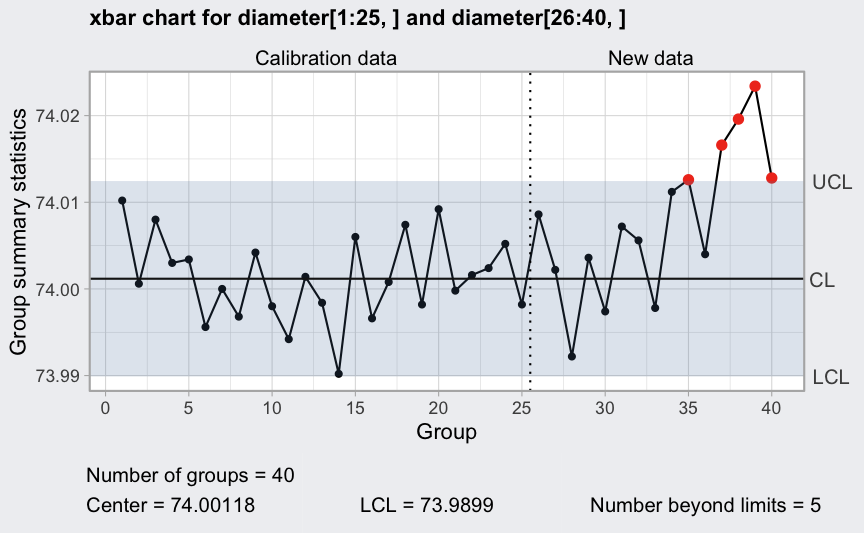 xbar chart for diameter[1:25, ] and diameter[26:40, ]
Calibration data New data
Group summary statistics
74.02
74.01
74.00
73.99
UCL
CL
LCL
0 5 10 15 20 25 30 35 40
Group
Number of groups = 40
Center = 74.00118 LCL = 73.9899 Number beyond limits = 5